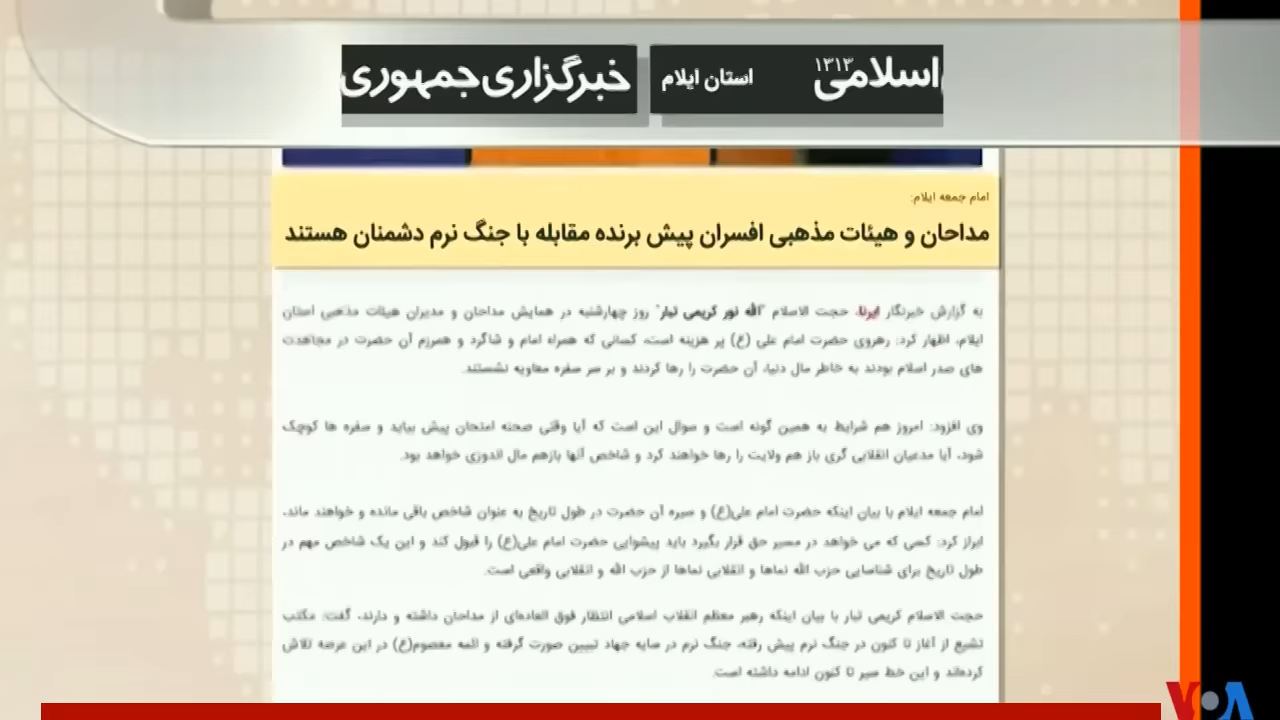 خبرگزاری جمهوری اسلامی ۱۳۱۳ استان ایلام
امام جمعه ایلام:
مداحان و هیئات مذهبی افسران پیش برنده مقابله با جنگ نرم دشمنان هستند
به گزارش خبرنگار ایرنا، حجت الاسلام "الله نور کریمی تبار" روز چهارشنبه در همایش مداحان و مدیران هیئات مذهبی استان
ایلام، اظهار کرد: رهروی حضرت امام علی (ع) پر هزینه است، کسانی که همراه امام و شاگرد و همرزم آن حضرت در مجاهدت
های صدر اسلام بودند به خاطر مال دنیا، آن حضرت را رها کردند و بر سر سفره معاویه نشستند.
وی افزود: امروز هم شرایط به همین گونه است و سوال این است که آیا وقتی صحنه امتحان پیش بیاید و سفره ها کوچک
شود، آیا مدعیان انقلابی گری باز هم ولایت را رها خواهند کرد و شاخص آنها بازهم مال اندوزی خواهد بود.
امام جمعه ایلام با بیان اینکه حضرت امام علی(ع) و سیره آن حضرت در طول تاریخ به عنوان شاخص باقی مانده و خواهند ماند،
ابراز کرد: کسی که می خواهد در مسیر حق قرار بگیرد باید پیشوایی حضرت امام علی(ع) را قبول کند و این یک شاخص مهم در
طول تاریخ برای شناسایی حزب الله نماها و انقلابی نماها از حزب الله و انقلابی واقعی است.
حجت الاسلام کریمی تبار با بیان اینکه رهبر معظم انقلاب اسلامی انتظار فوق العاده‌ای از مداحان داشته و دارند، گفت: مکتب
تشیع از آغاز تا کنون در جنگ نرم پیش رفته، جنگ نرم در سایه جهاد تبیین صورت گرفته و ائمه معصوم(ع) در این عرصه تلاش
کرده‌اند و این خط سیر تا کنون ادامه داشته است.
VOA